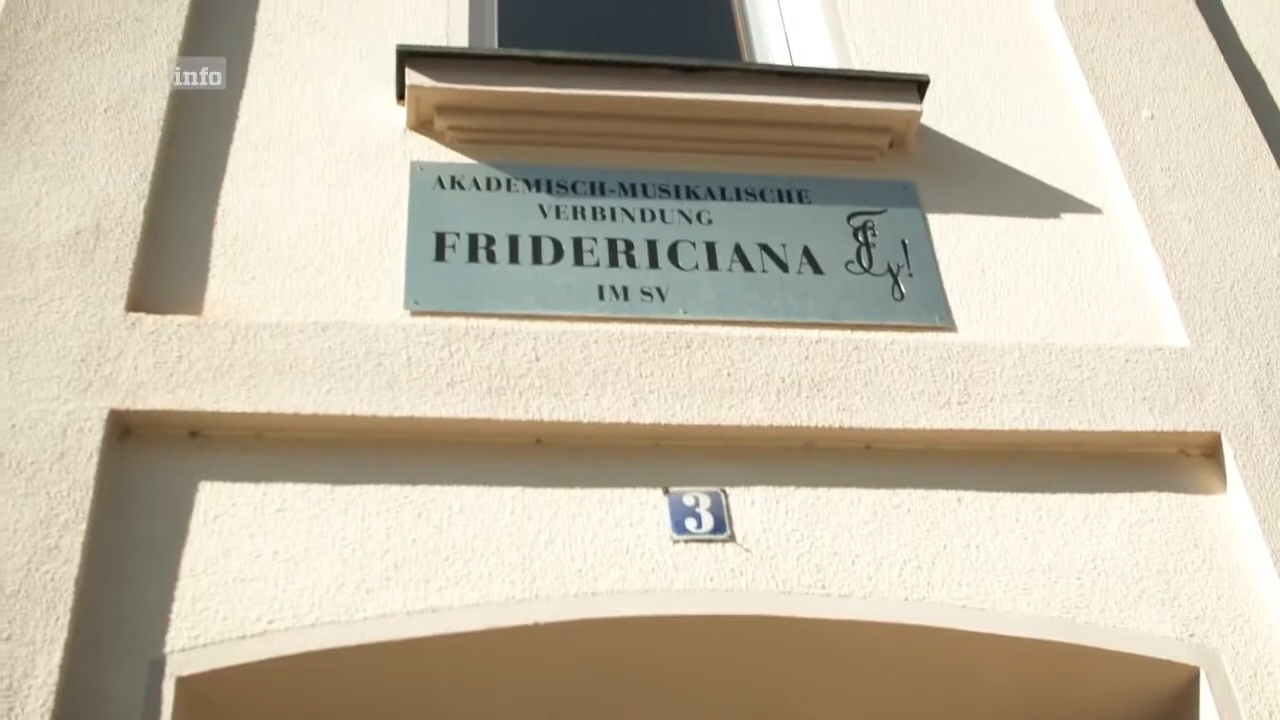 info
AKADEMISCH-MUSIKALISCHE
VERBINDUNG
FRIDERICIANA
IM SV
3